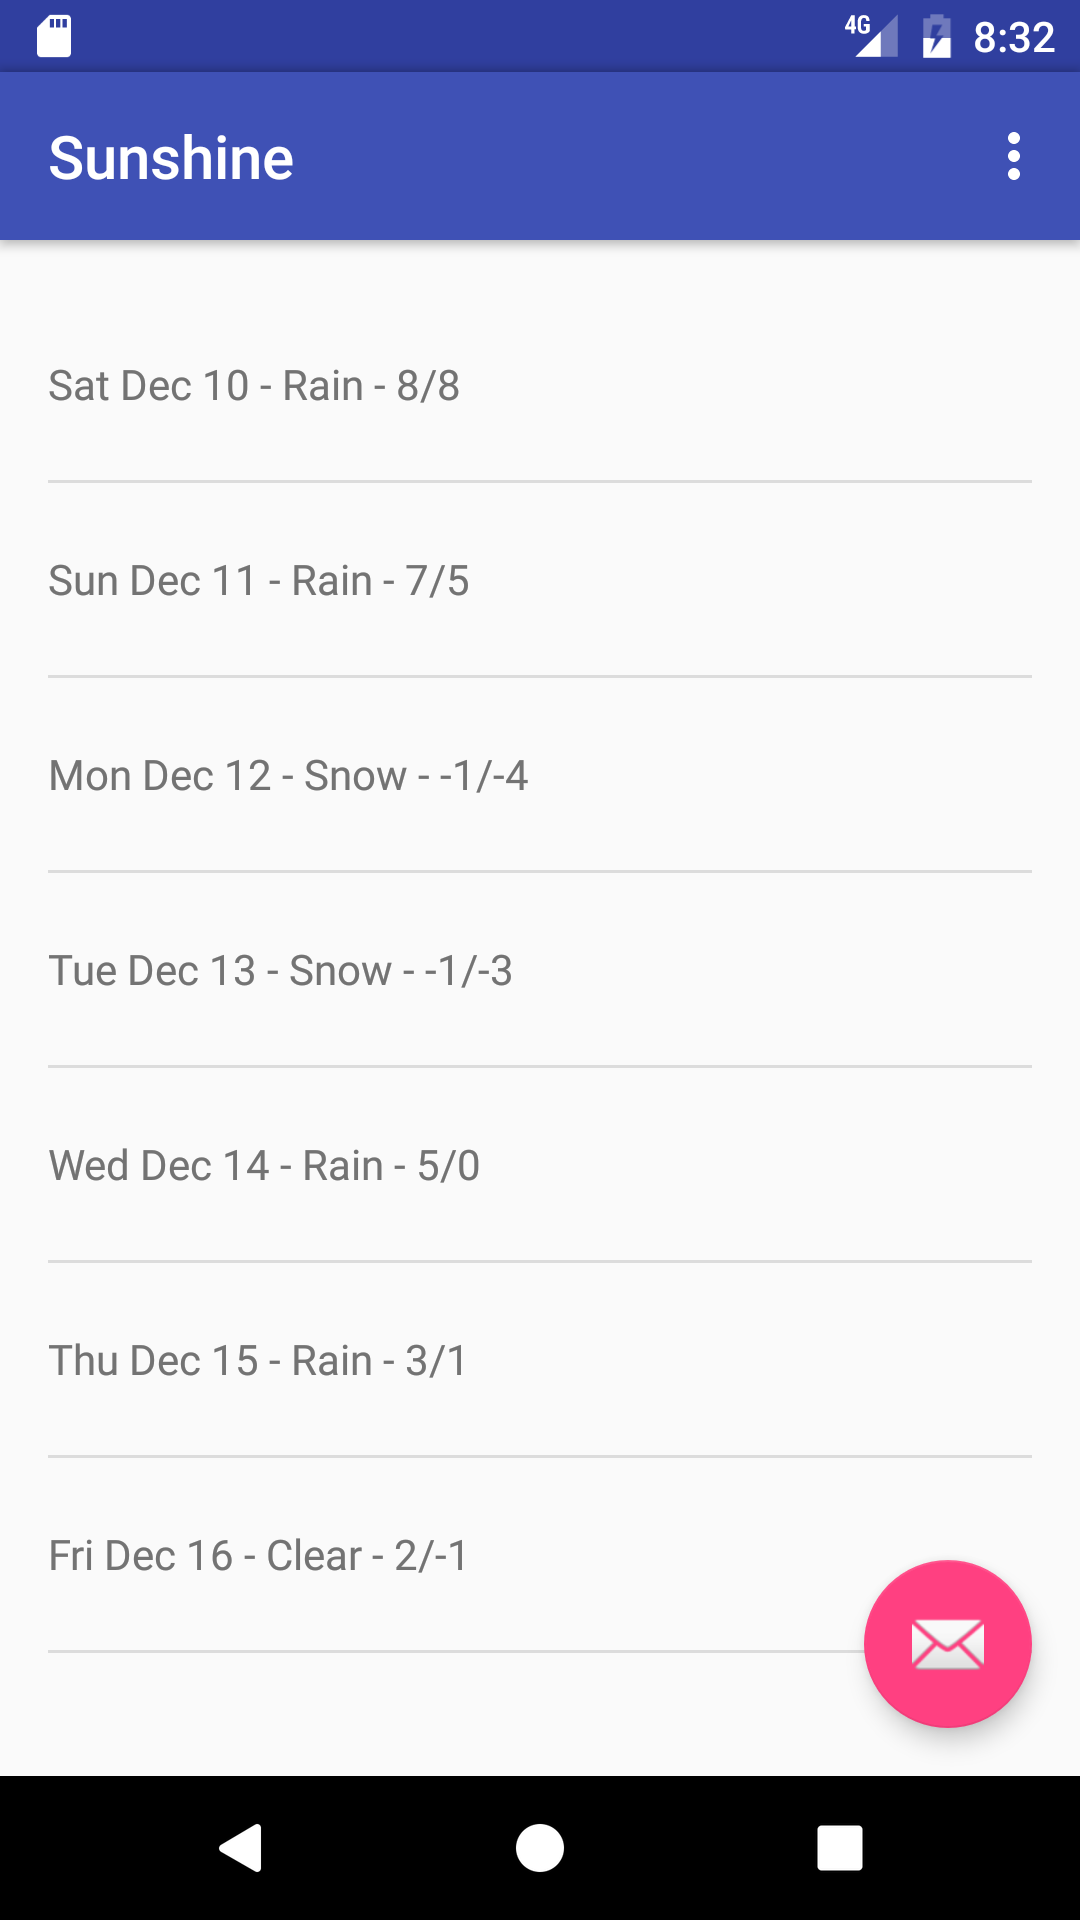 4G 8:32
Sunshine
Sat Dec 10 - Rain - 8/8
Sun Dec 11 - Rain - 7/5
Mon Dec 12 - Snow - -1/-4
Tue Dec 13 - Snow - -1/-3
Wed Dec 14 - Rain - 5/0
Thu Dec 15 - Rain - 3/1
Fri Dec 16 - Clear - 2/-1